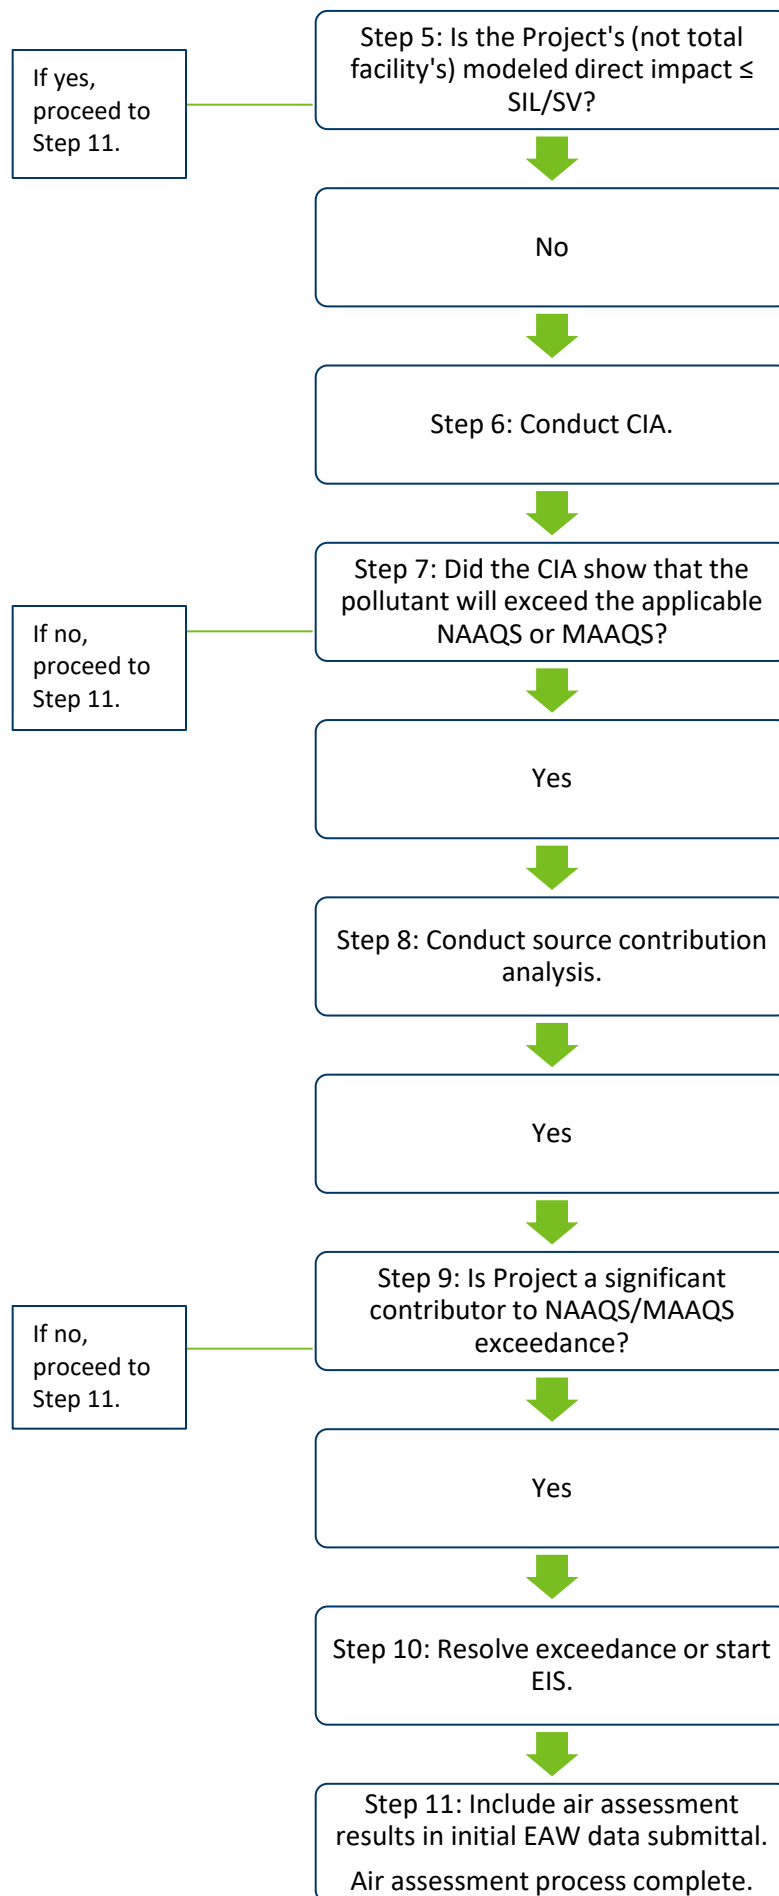 Step 5: Is the Project's (not total
facility's) modeled direct impact ≤
SIL/SV?
If yes,
proceed to
Step 11.
No
Step 6: Conduct CIA.
Step 7: Did the CIA show that the
pollutant will exceed the applicable
NAAQS or MAAQS?
If no,
proceed to
Step 11.
Yes
Step 8: Conduct source contribution
analysis.
Yes
Step 9: Is Project a significant
contributor to NAAQS/MAAQS
exceedance?
If no,
proceed to
Step 11.
Yes
Step 10: Resolve exceedance or start
EIS.
Step 11: Include air assessment
results in initial EAW data submittal.
Air assessment process complete.